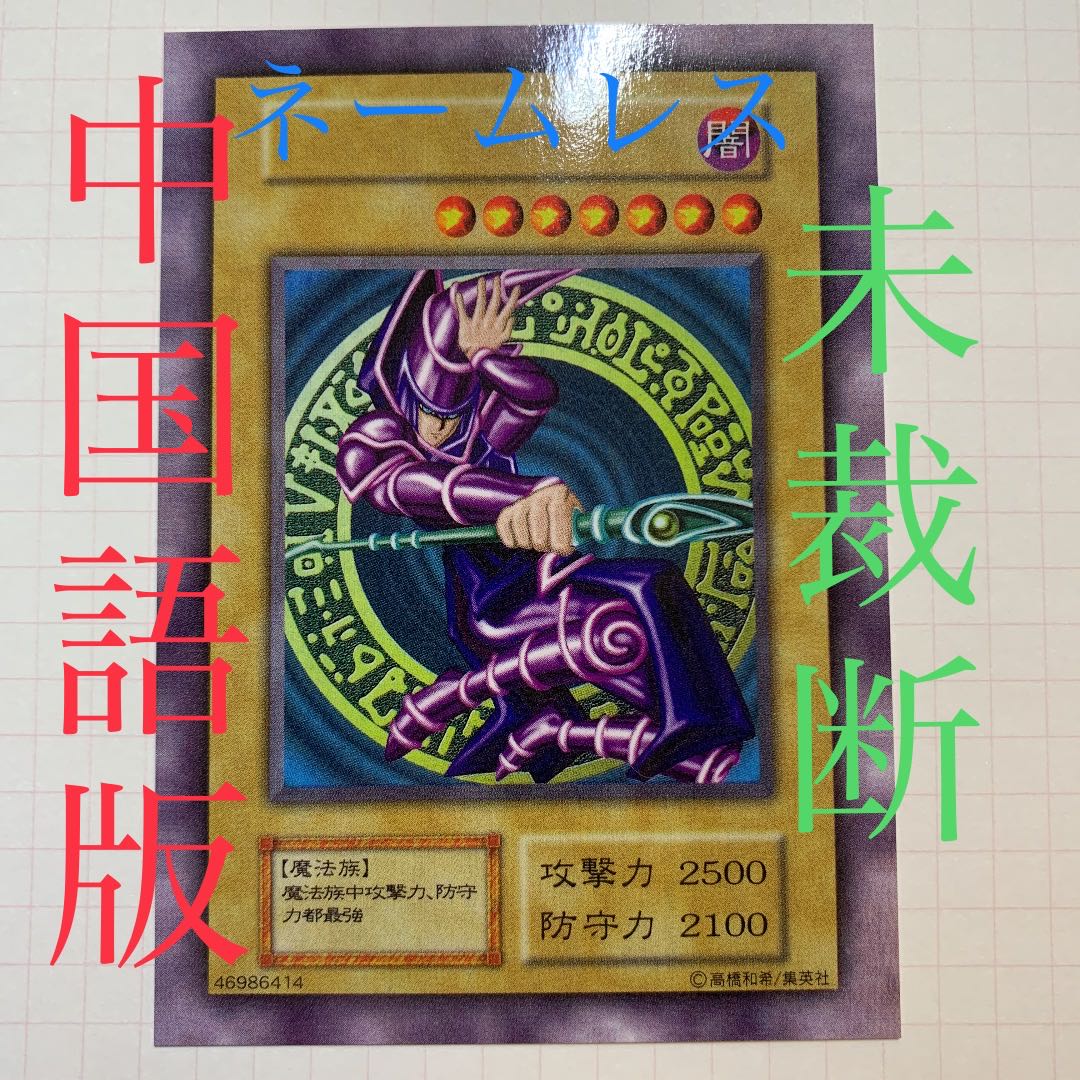 ネームレス
中国語版
未裁断
闇
【魔法族】
魔法族中攻撃力､防守
力都最強
攻擊力 2500
防守力 2100
46986414
©高橋和希/集英社